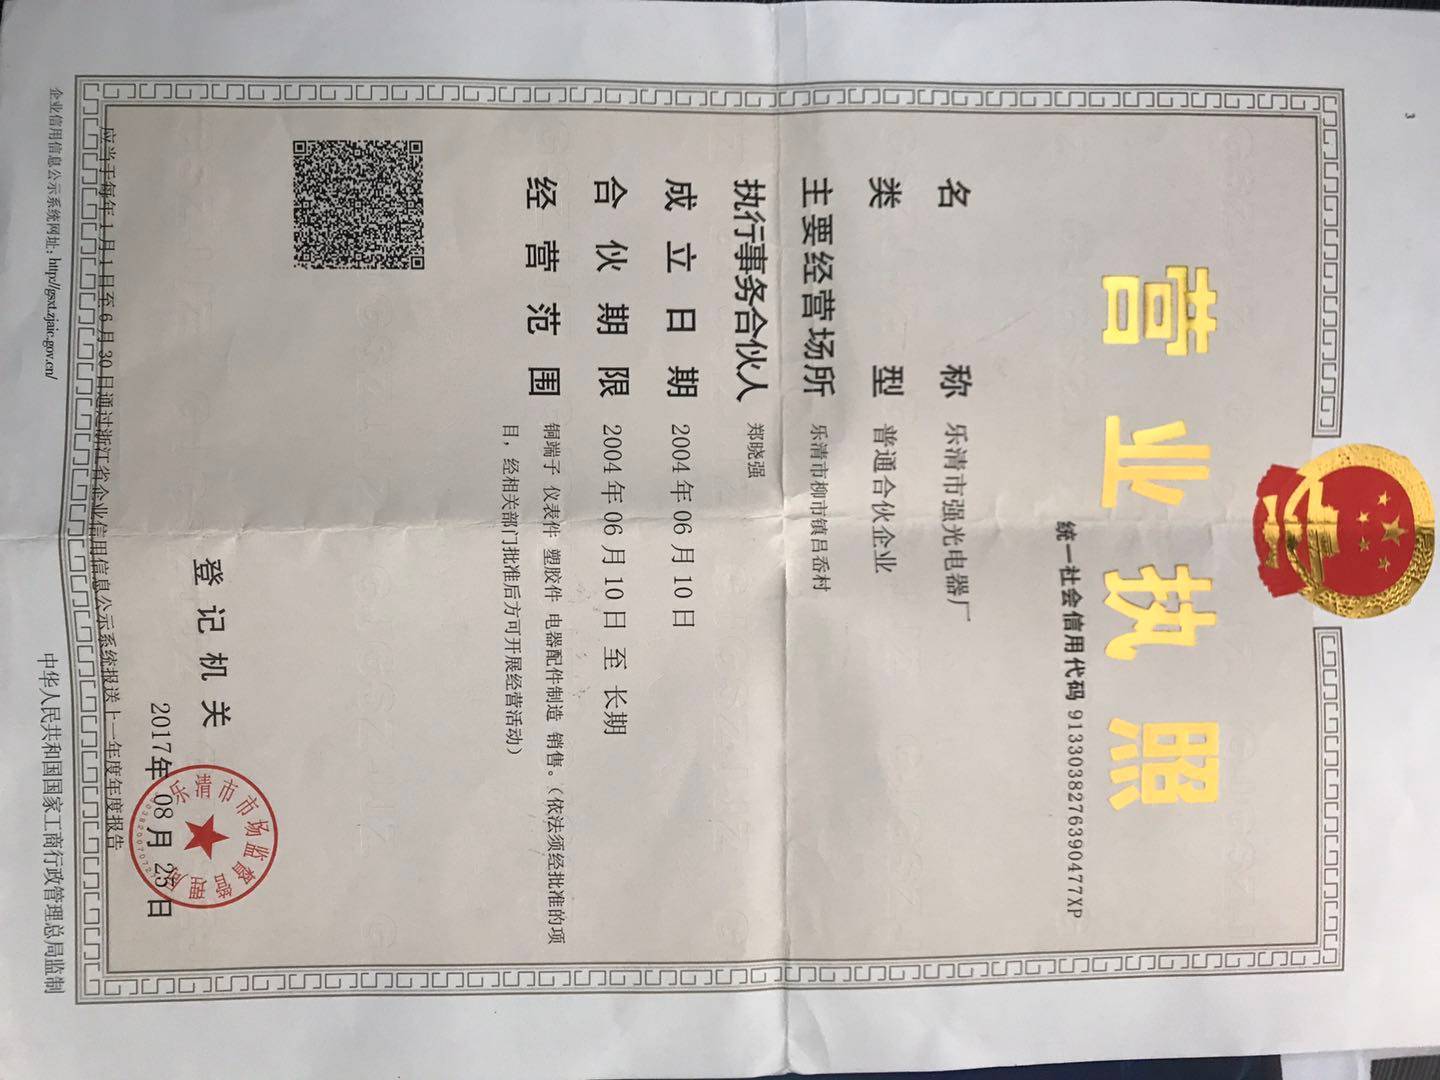 3
营业执照
统一社会信用代码 91330382763904​77XP
名称 乐清市强光电器厂
类型 普通合伙企业
主要经营场所 乐清市柳市镇吕岙村
执行事务合伙人 郑晓强
成立日期 2004年06月10日
合伙期限 2004年06月10日至长期
经营范围 铜端子 仪表件 塑胶件 电器配件制造 销售。(依法须经批准的项
目,经相关部门批准后方可开展经营活动)
登记机关
乐清市市场监督管理局
2017年08月25日
应当于每年1月1日至6月30日通过浙江省企业信用信息公示系统报送上一年度年度报告
企业信用信息公示系统网址:http://gsxt.zjaic.gov.cn/
中华人民共和国国家工商行政管理总局监制